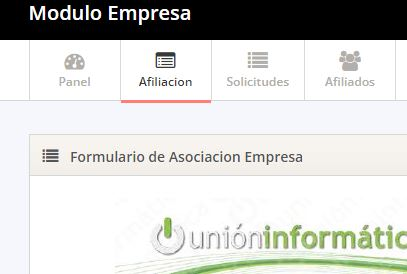 Modulo Empresa
Panel
Afiliacion
Solicitudes
Afiliados
Formulario de Asociacion Empresa
unióninformátic